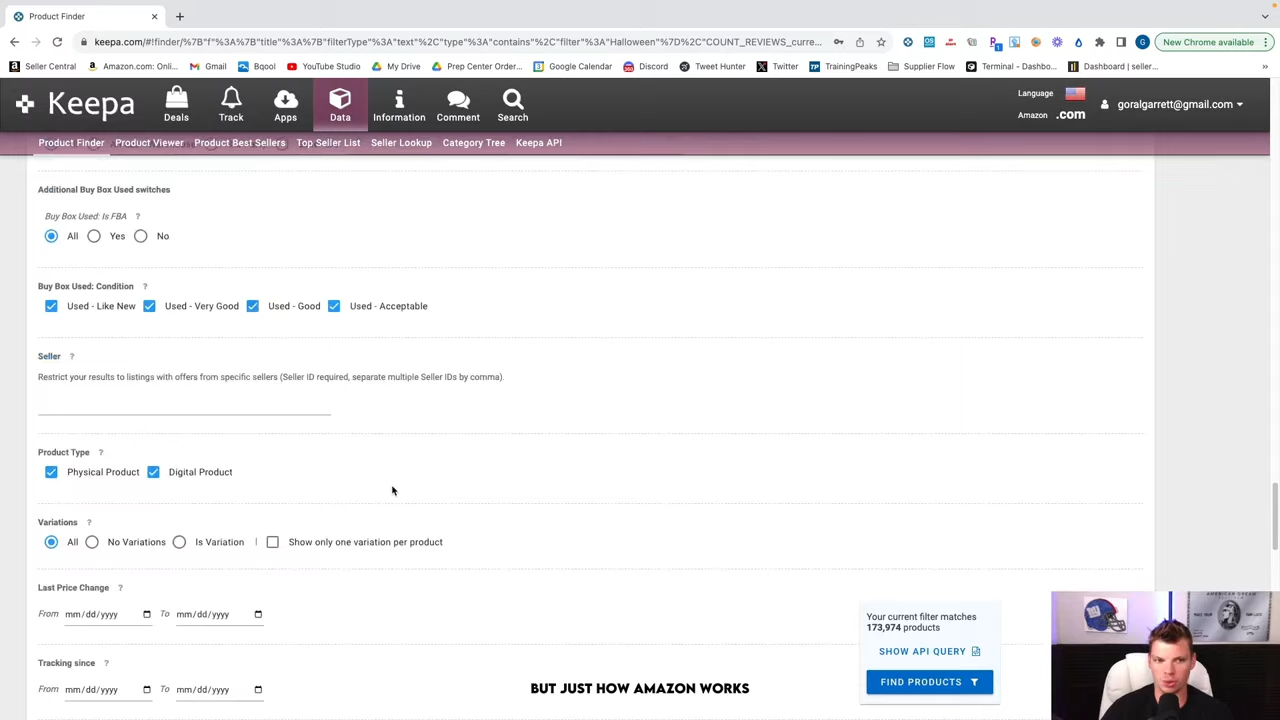 Product Finder
keepa.com/#!finder/%7B"f"%3A%7B"title"%3A%7B"filterType"%3A"text"%2C"type"%3A"contains"%2C"filter"%3A"Halloween"%7D%2C"COUNT_REVIEWS_curre...
New Chrome available
Seller Central
Amazon.com: Onli...
Gmail
Bqool
YouTube Studio
My Drive
Prep Center Order...
Google Calendar
Discord
Tweet Hunter
Twitter
TrainingPeaks
Supplier Flow
Terminal - Dashbo...
Dashboard | seller...
Keepa
Deals
Track
Apps
Data
Information
Comment
Search
Language
Amazon .com
goralgarrett@gmail.com
Product Finder
Product Viewer
Product Best Sellers
Top Seller List
Seller Lookup
Category Tree
Keepa API
Additional Buy Box Used switches
Buy Box Used: Is FBA ?
All Yes No
Buy Box Used: Condition ?
Used - Like New Used - Very Good Used - Good Used - Acceptable
Seller ?
Restrict your results to listings with offers from specific sellers (Seller ID required, separate multiple Seller IDs by comma).
Product Type ?
Physical Product Digital Product
Variations ?
All No Variations Is Variation | Show only one variation per product
Last Price Change ?
From mm/dd/yyyy To mm/dd/yyyy
Your current filter matches
173,974 products
SHOW API QUERY
Tracking since ?
FIND PRODUCTS
From mm/dd/yyyy To mm/dd/yyyy
BUT JUST HOW AMAZON WORKS
AMERICAN DREAM